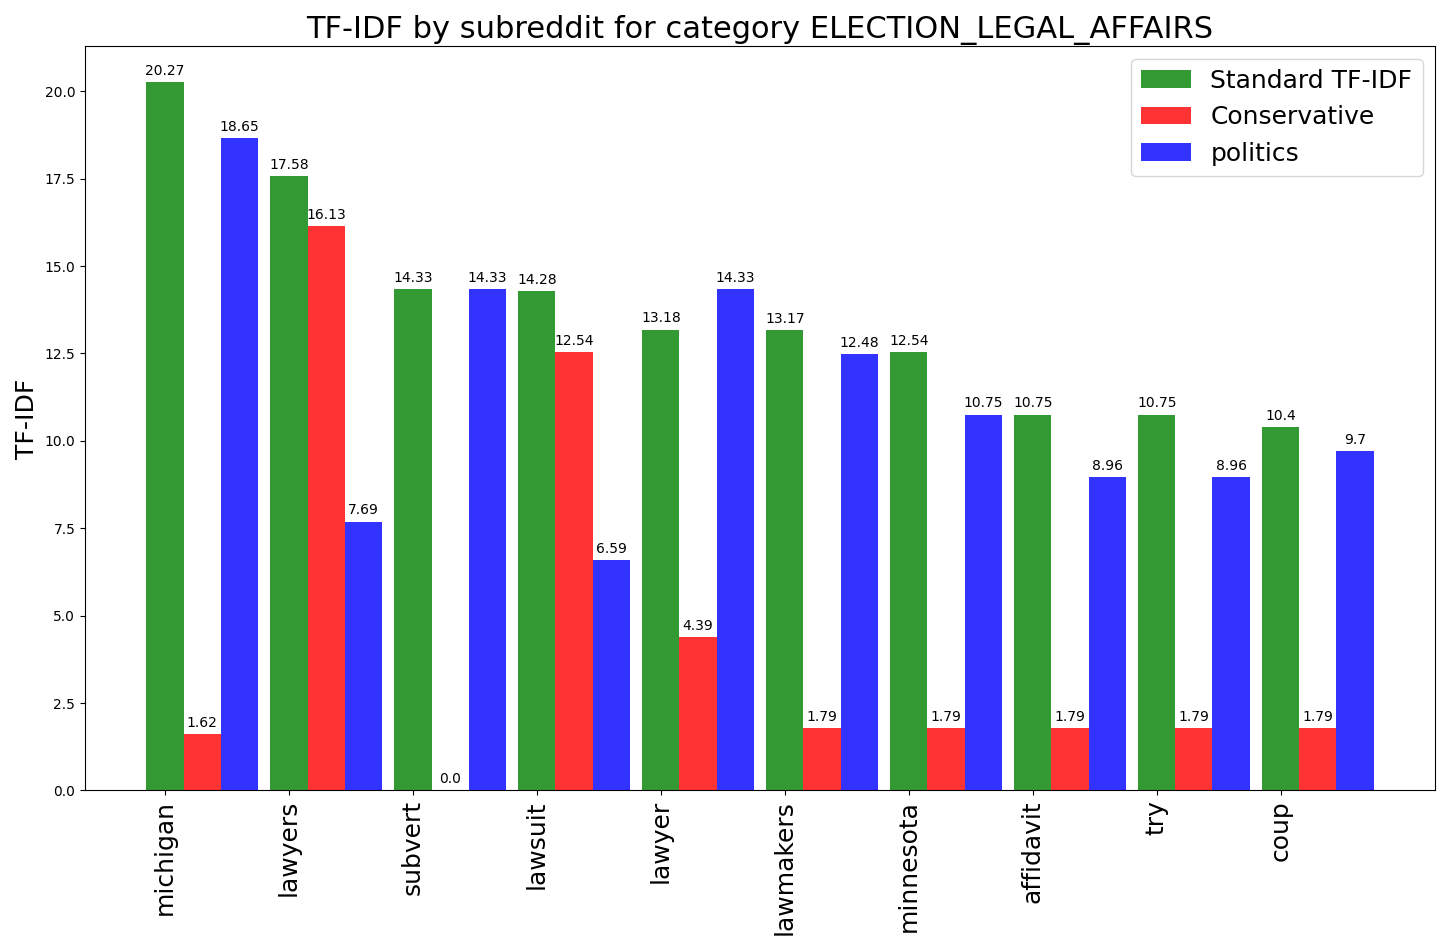 TF-IDF by subreddit for category ELECTION_LEGAL_AFFAIRS
Standard TF-IDF
Conservative
politics
TF-IDF
20.0
17.5
15.0
12.5
10.0
7.5
5.0
2.5
0.0
20.27
1.62
18.65
17.58
16.13
7.69
14.33
0.0
14.33
14.28
12.54
6.59
13.18
4.39
14.33
13.17
1.79
12.48
12.54
1.79
10.75
10.75
1.79
8.96
10.75
1.79
8.96
10.4
1.79
9.7
michigan
lawyers
subvert
lawsuit
lawyer
lawmakers
minnesota
affidavit
try
coup